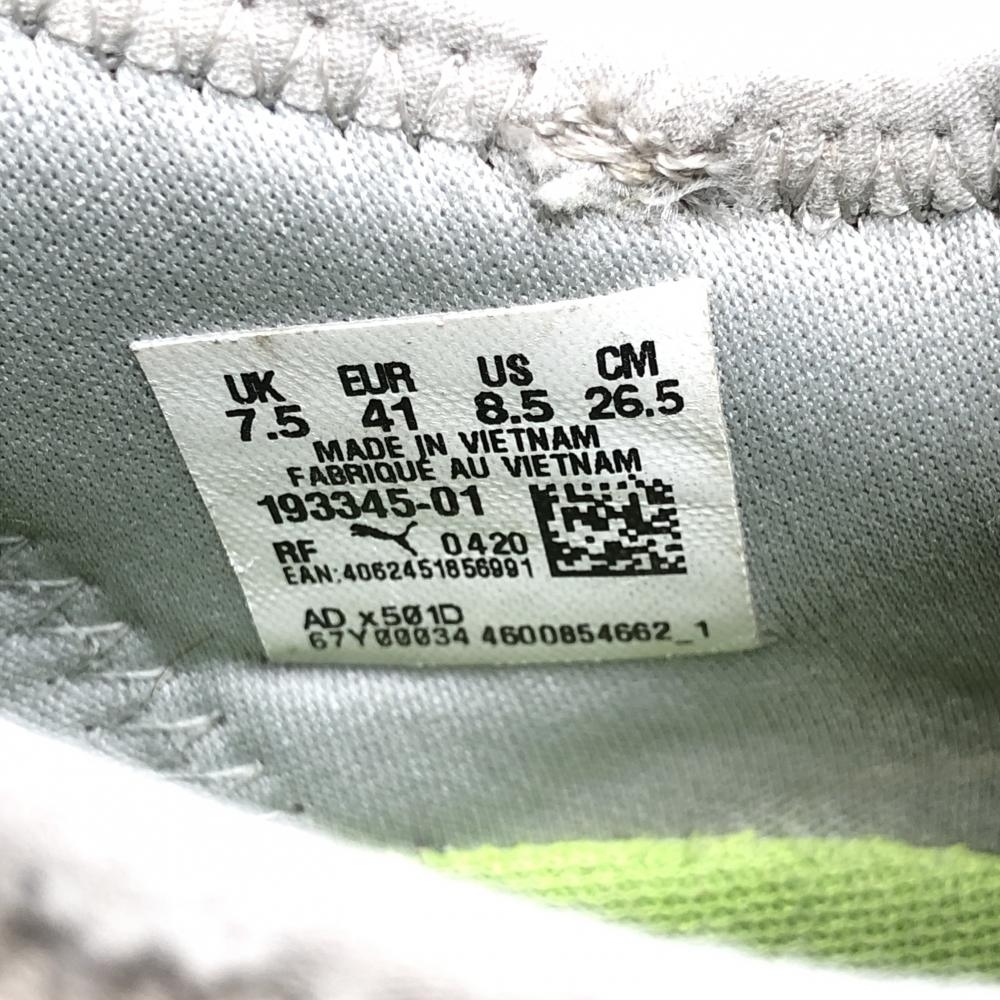 UK EUR US CM
7.5 41 8.5 26.5
MADE IN VIETNAM
FABRIQUÉ AU VIETNAM
193345-01
RF 0420
EAN:4062451856991
AD x501D
67Y00034 4600854662_1